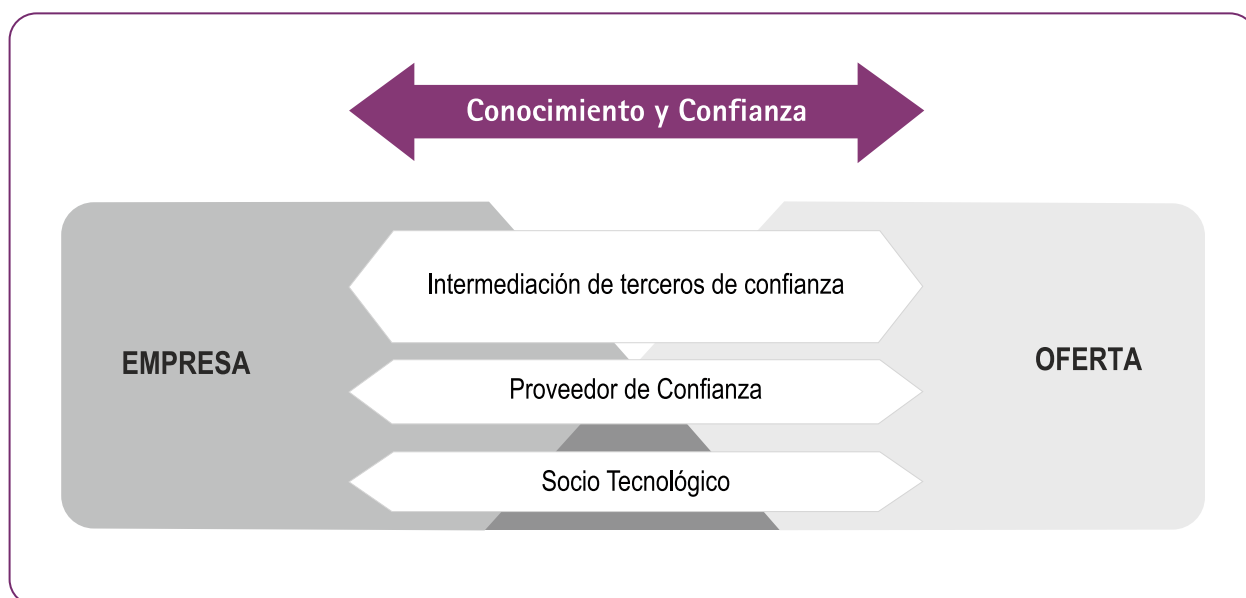 Conocimiento y Confianza
Intermediación de terceros de confianza
EMPRESA
OFERTA
Proveedor de Confianza
Socio Tecnológico